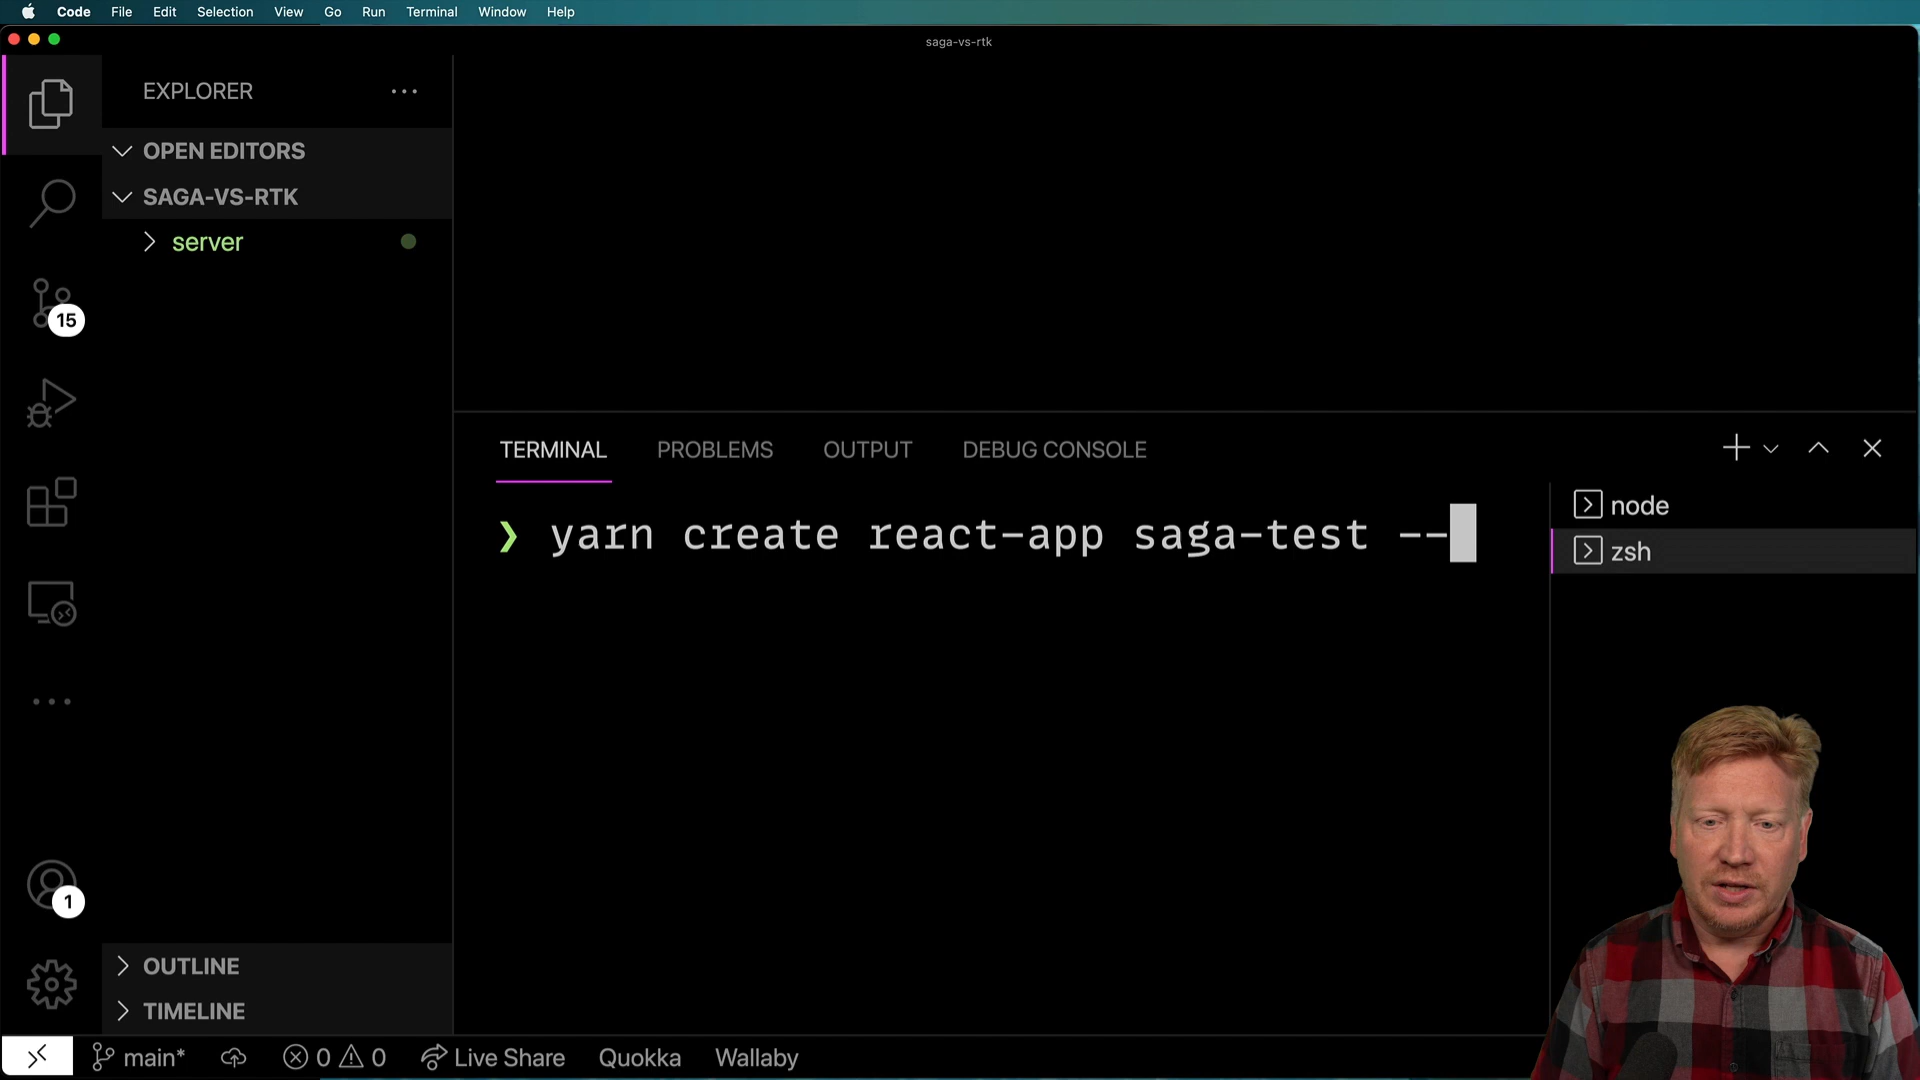 Code File Edit Selection View Go Run Terminal Window Help
saga-vs-rtk
EXPLORER
OPEN EDITORS
SAGA-VS-RTK
server
15
TERMINAL PROBLEMS OUTPUT DEBUG CONSOLE
❯ yarn create react-app saga-test --
node
zsh
1
OUTLINE
TIMELINE
main* 0 0 Live Share Quokka Wallaby